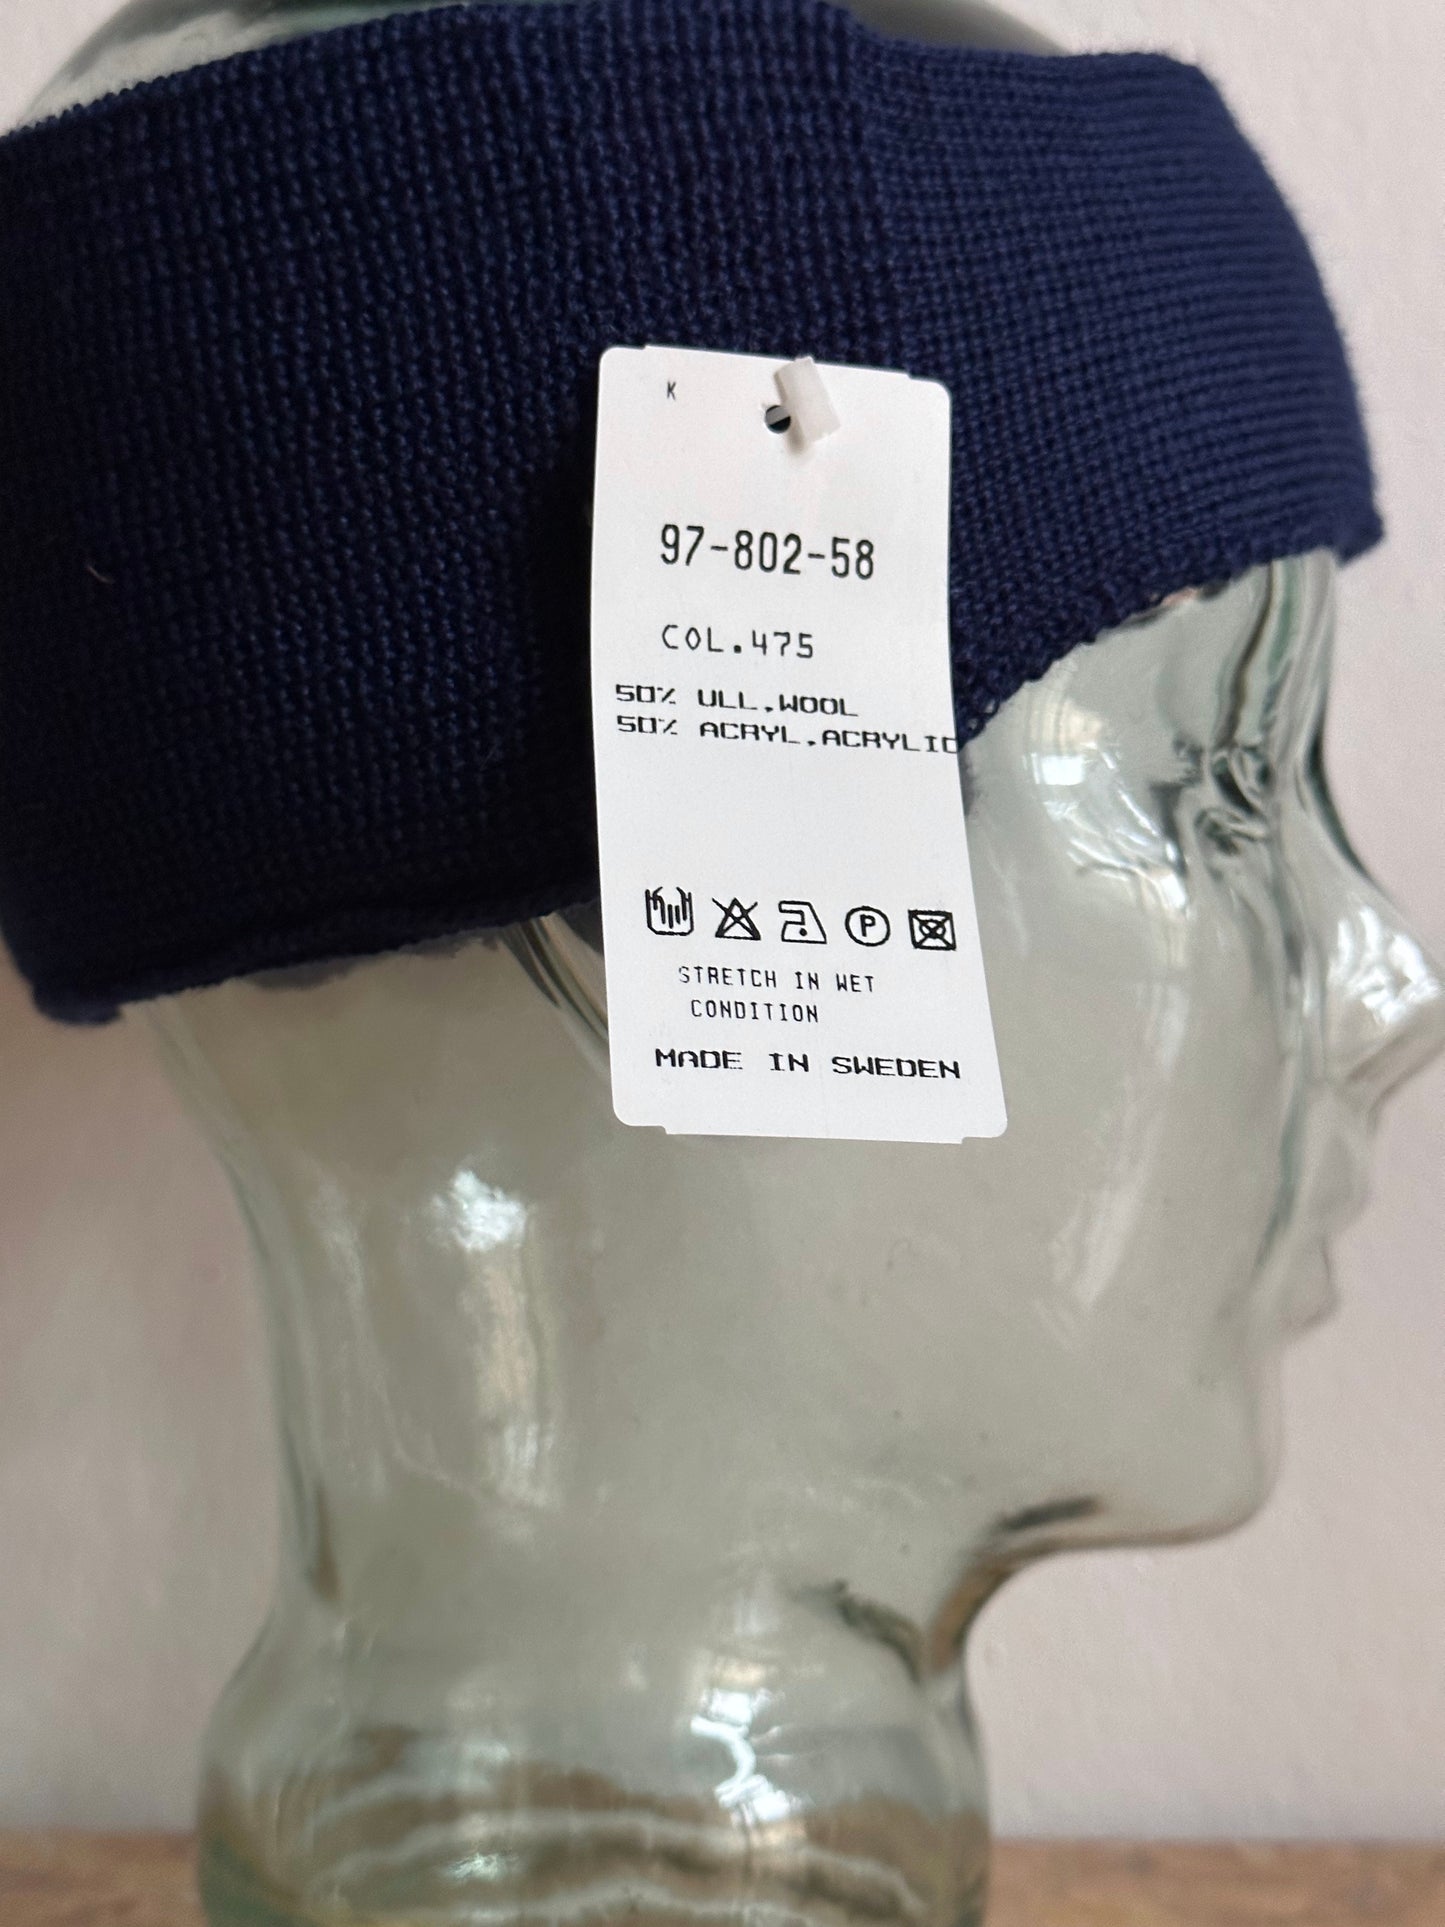 K
97-802-58
COL.475
50% ULL.WOOL
50% ACRYL.ACRYLIC
P
STRETCH IN WET
CONDITION
MADE IN SWEDEN